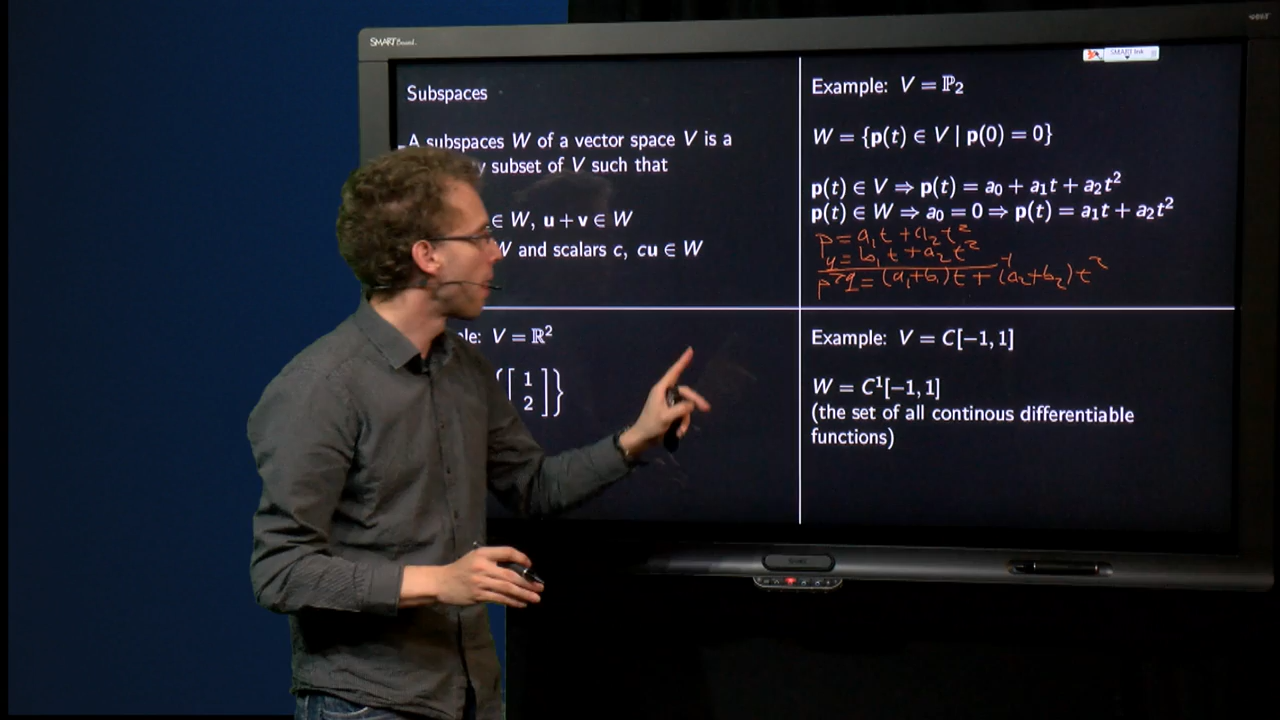 SMART Board
SMART Ink
Subspaces
A subspaces W of a vector space V is a
subset of V such that
∈ W, u + v ∈ W
and scalars c, cu ∈ W
Example: V = ℙ₂
W = {p(t) ∈ V | p(0) = 0}
p(t) ∈ V ⇒ p(t) = a₀ + a₁t + a₂t²
p(t) ∈ W ⇒ a₀ = 0 ⇒ p(t) = a₁t + a₂t²
p = a₁t + a₂t²
= b₁t + a₂t²
= (a₁+b₁)t + (a₂+b₂)t²
V = ℝ²
{[1
2]}
Example: V = C[−1, 1]
W = C¹[−1, 1]
(the set of all continous differentiable
functions)
SMART